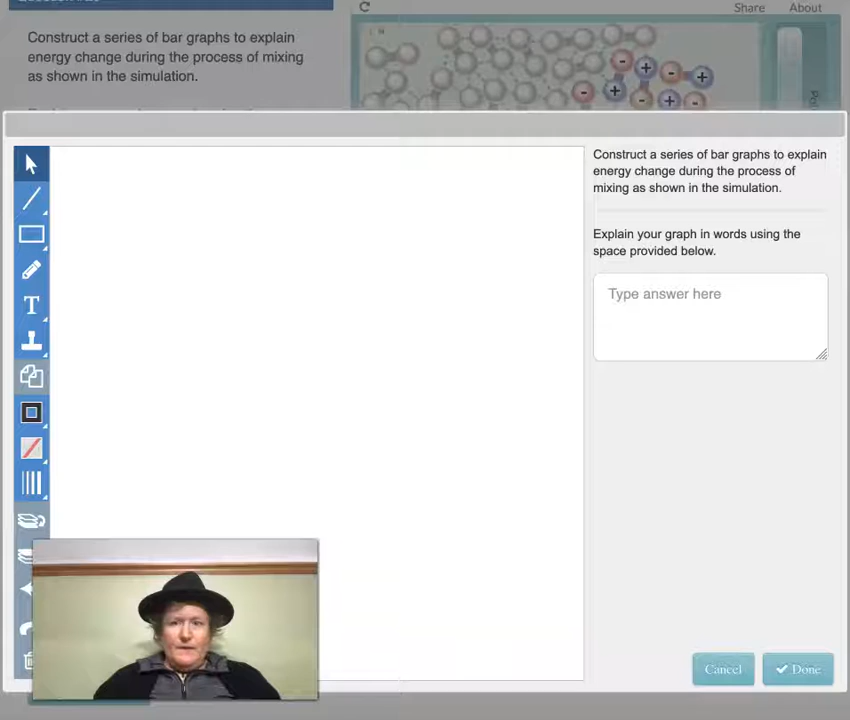 Share About
Construct a series of bar graphs to explain
energy change during the process of mixing
as shown in the simulation.
Construct a series of bar graphs to explain
energy change during the process of
mixing as shown in the simulation.
Explain your graph in words using the
space provided below.
Type answer here
T
Cancel
Done